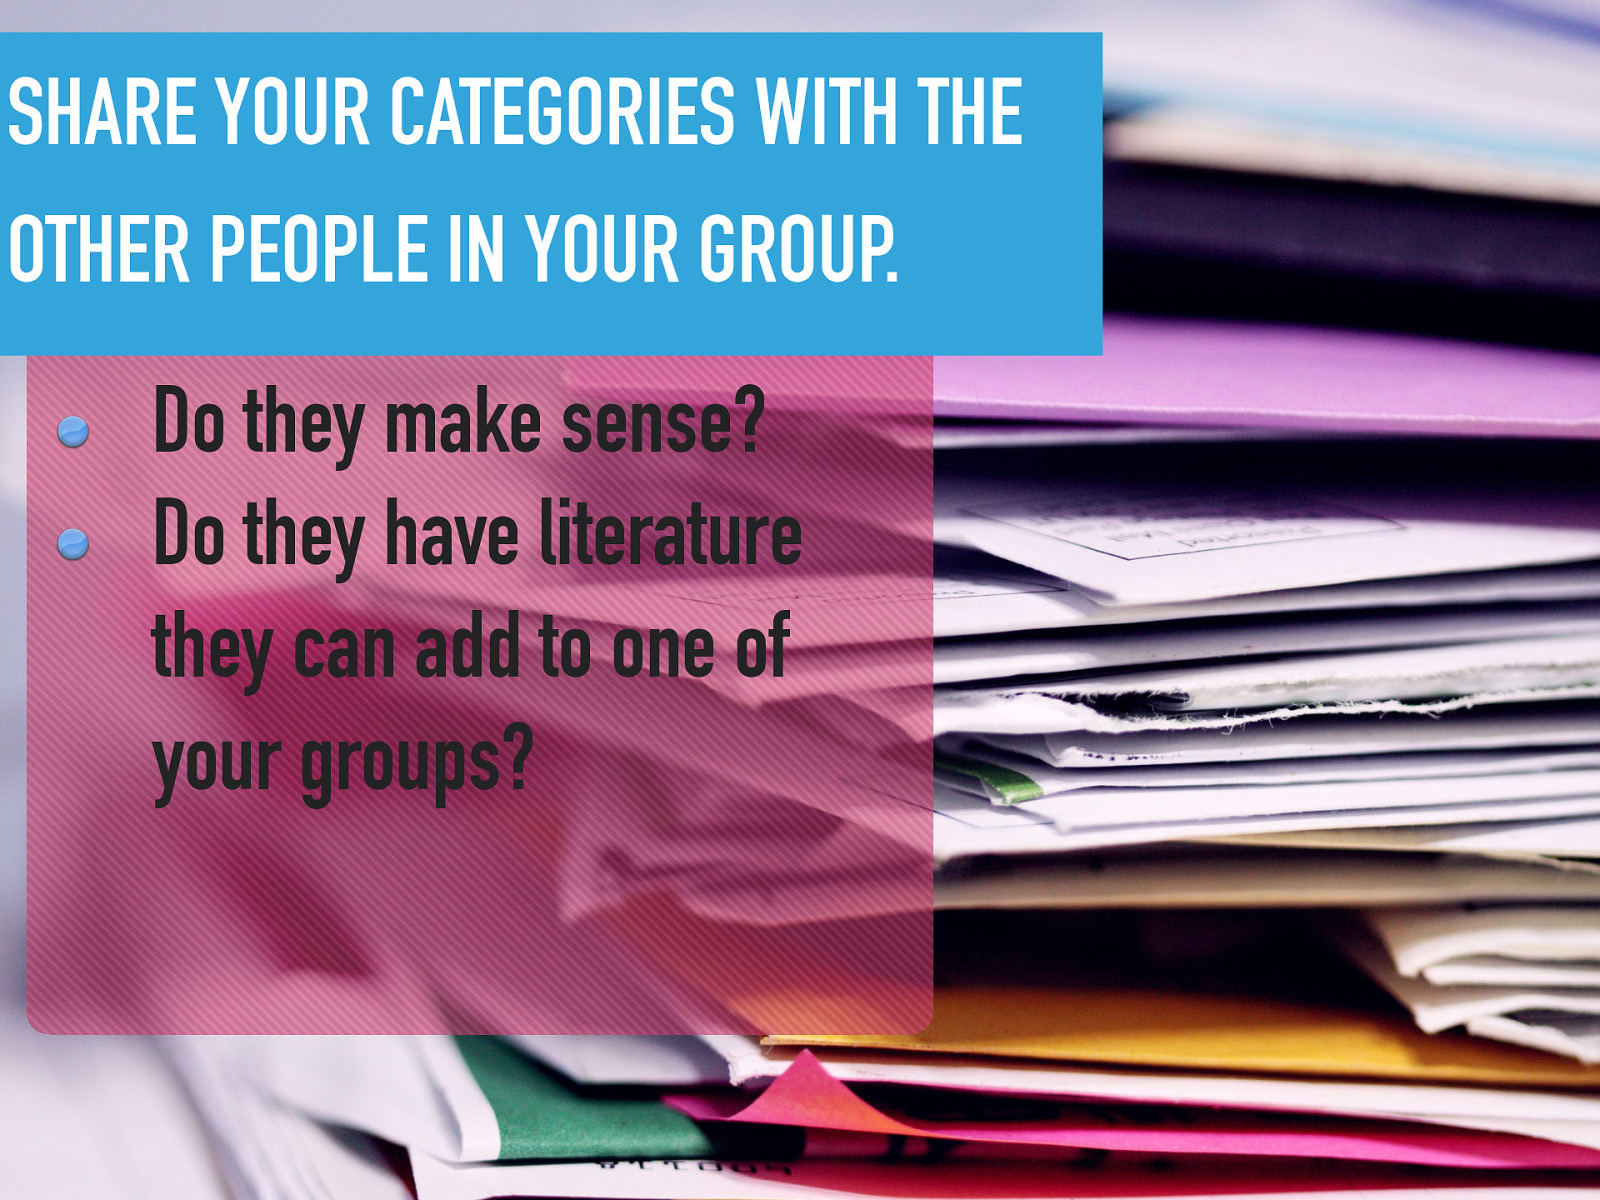 SHARE YOUR CATEGORIES WITH THE
OTHER PEOPLE IN YOUR GROUP.
Do they make sense?
Do they have literature
they can add to one of
your groups?